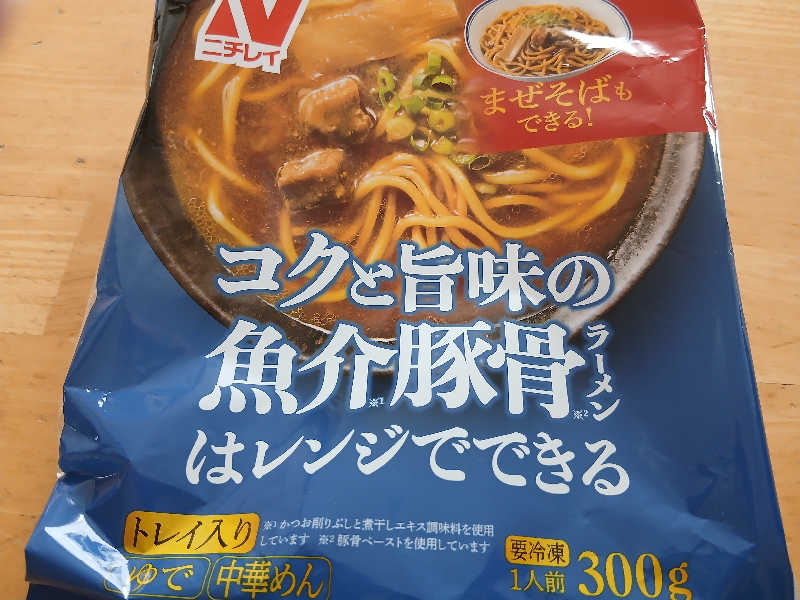 ニチレイ
まぜそばも
できる!
コクと旨味の
魚介※1豚骨※2ラーメン
はレンジでできる
トレイ入り
※1 かつお削りぶしと煮干しエキス調味料を使用
しています ※2 豚骨ペーストを使用しています
ゆで 中華めん
要冷凍
1人前 300g